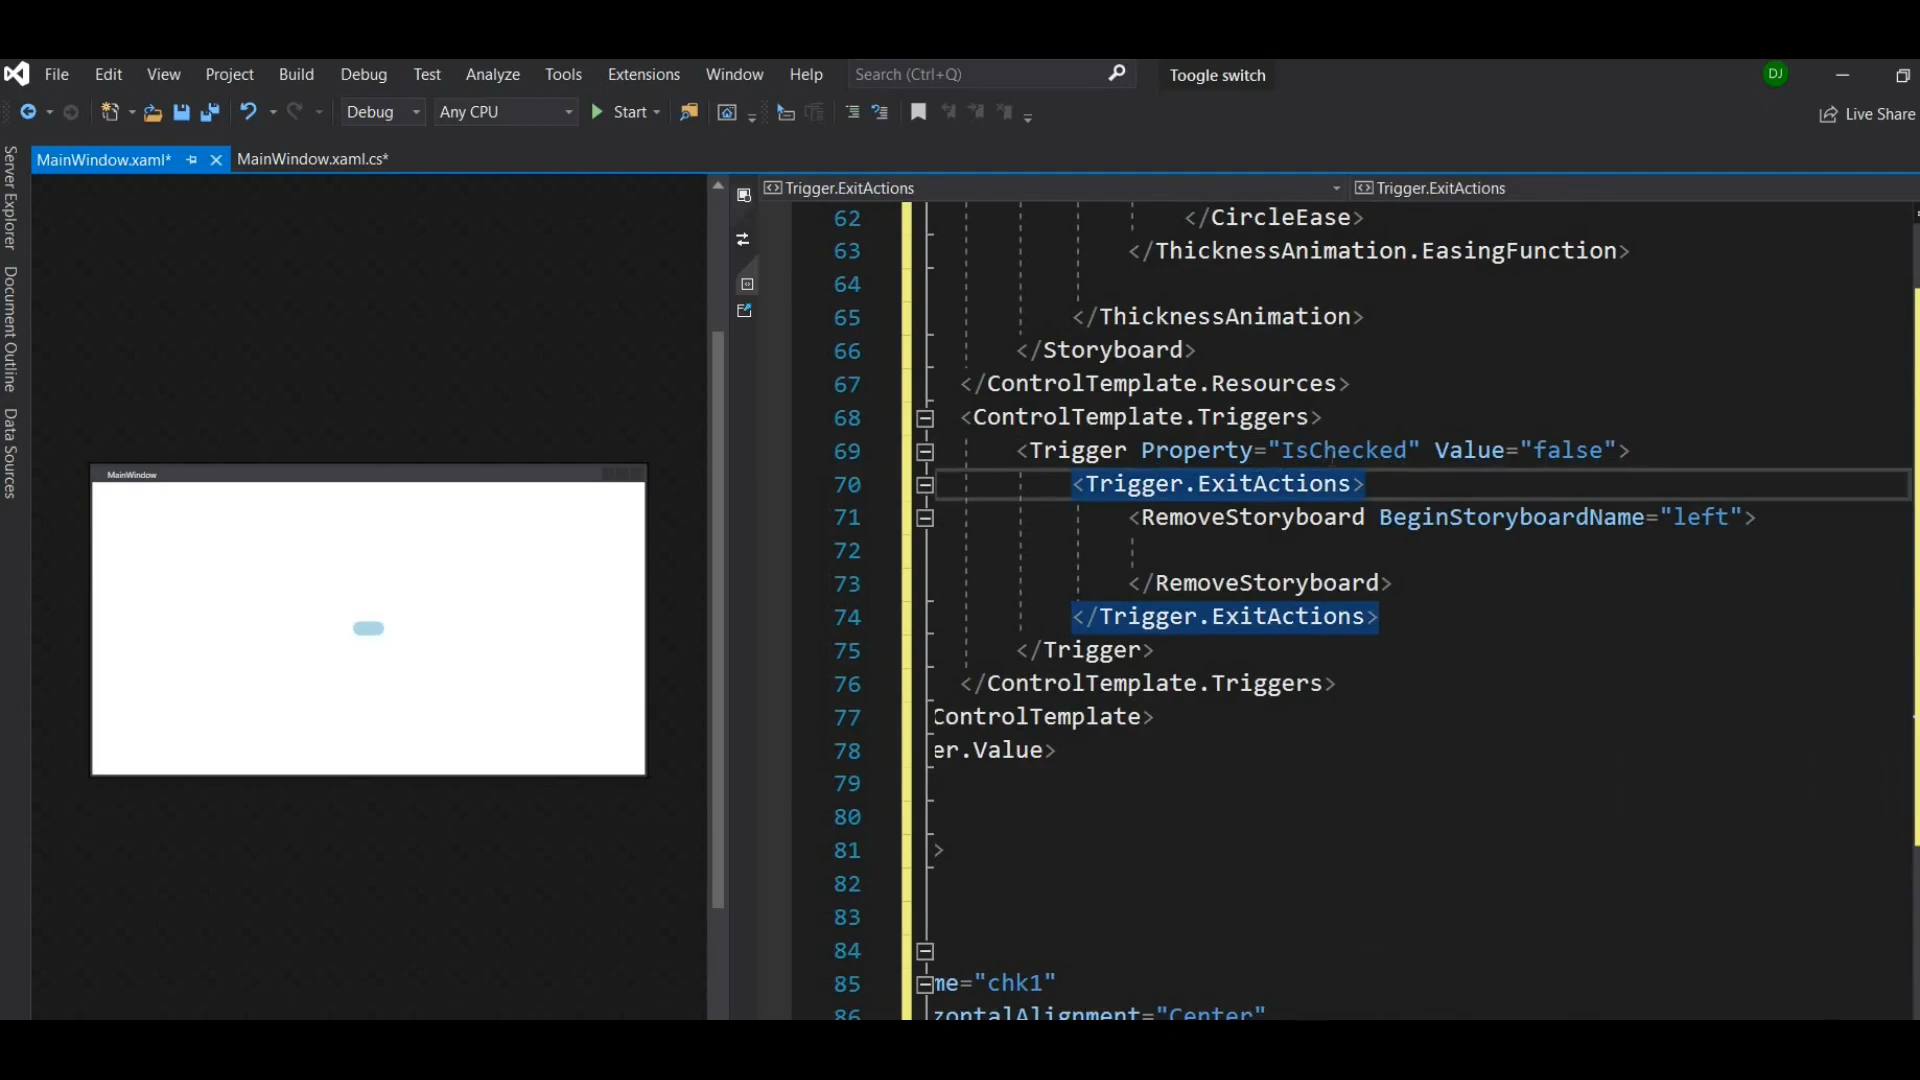 File Edit View Project Build Debug Test Analyze Tools Extensions Window Help Search (Ctrl+Q) Toogle switch DJ
Debug Any CPU Start Live Share
MainWindow.xaml* MainWindow.xaml.cs*
Server Explorer
Document Outline
Data Sources
MainWindow
Trigger.ExitActions Trigger.ExitActions
62 </CircleEase>
63 </ThicknessAnimation.EasingFunction>
64
65 </ThicknessAnimation>
66 </Storyboard>
67 </ControlTemplate.Resources>
68 <ControlTemplate.Triggers>
69 <Trigger Property="IsChecked" Value="false">
70 <Trigger.ExitActions>
71 <RemoveStoryboard BeginStoryboardName="left">
72
73 </RemoveStoryboard>
74 </Trigger.ExitActions>
75 </Trigger>
76 </ControlTemplate.Triggers>
77 ControlTemplate>
78 er.Value>
79
80
81 >
82
83
84
85 me="chk1"
86 zontalAlignment="Center"